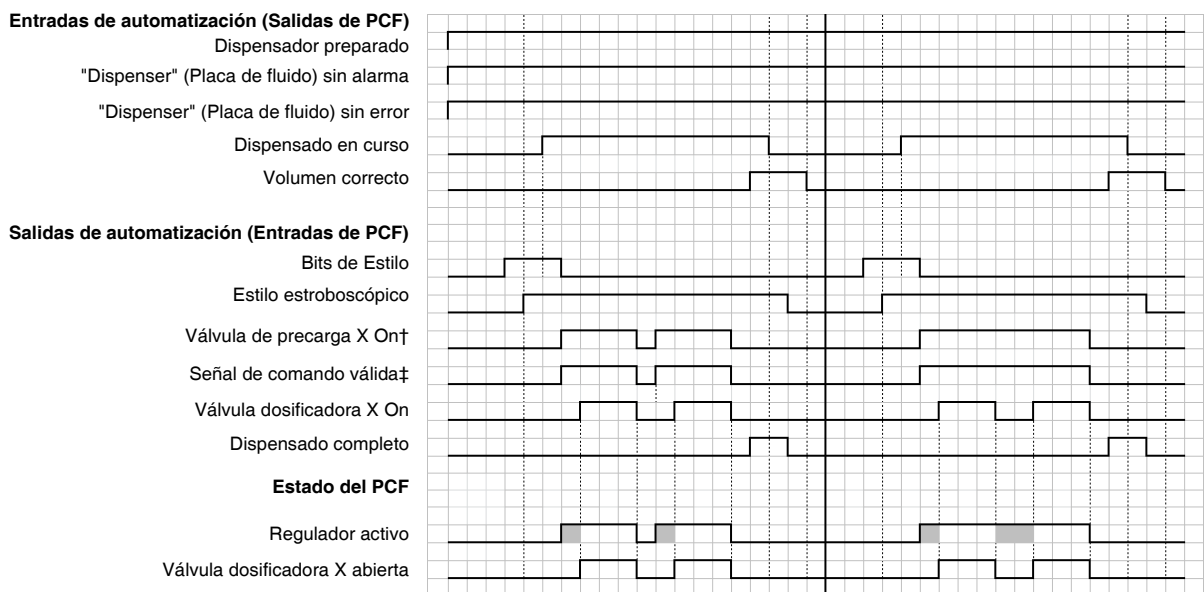 Entradas de automatización (Salidas de PCF)
Dispensador preparado
"Dispenser" (Placa de fluido) sin alarma
"Dispenser" (Placa de fluido) sin error
Dispensado en curso
Volumen correcto
Salidas de automatización (Entradas de PCF)
Bits de Estilo
Estilo estroboscópico
Válvula de precarga X On†
Señal de comando válida‡
Válvula dosificadora X On
Dispensado completo
Estado del PCF
Regulador activo
Válvula dosificadora X abierta